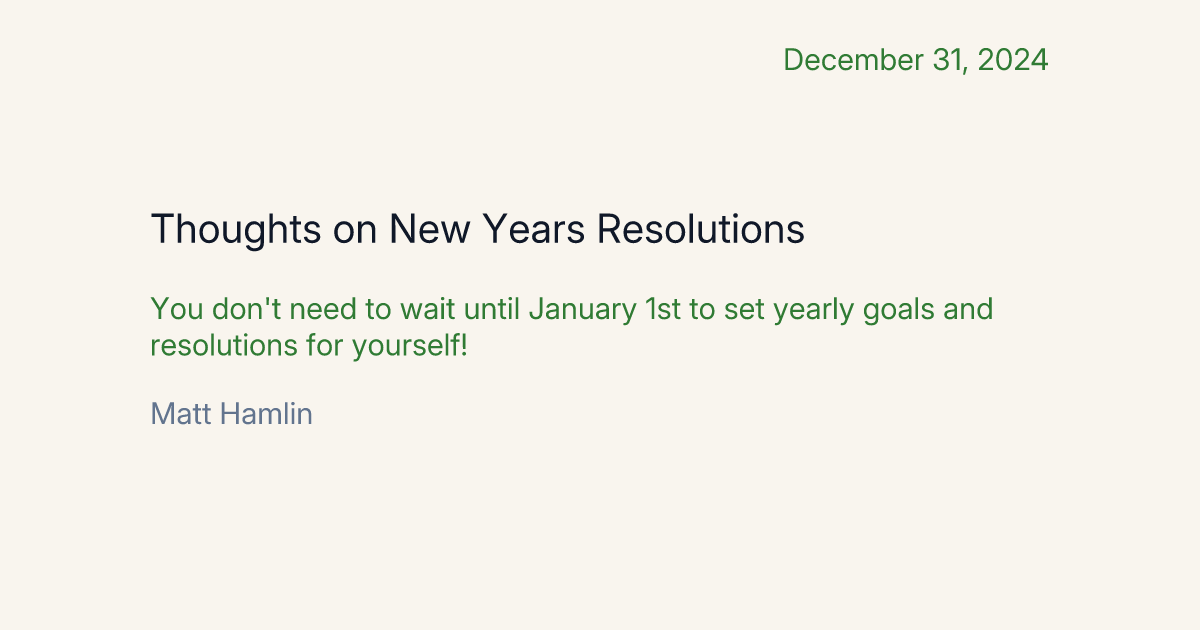 December 31, 2024
Thoughts on New Years Resolutions
You don't need to wait until January 1st to set yearly goals and
resolutions for yourself!
Matt Hamlin